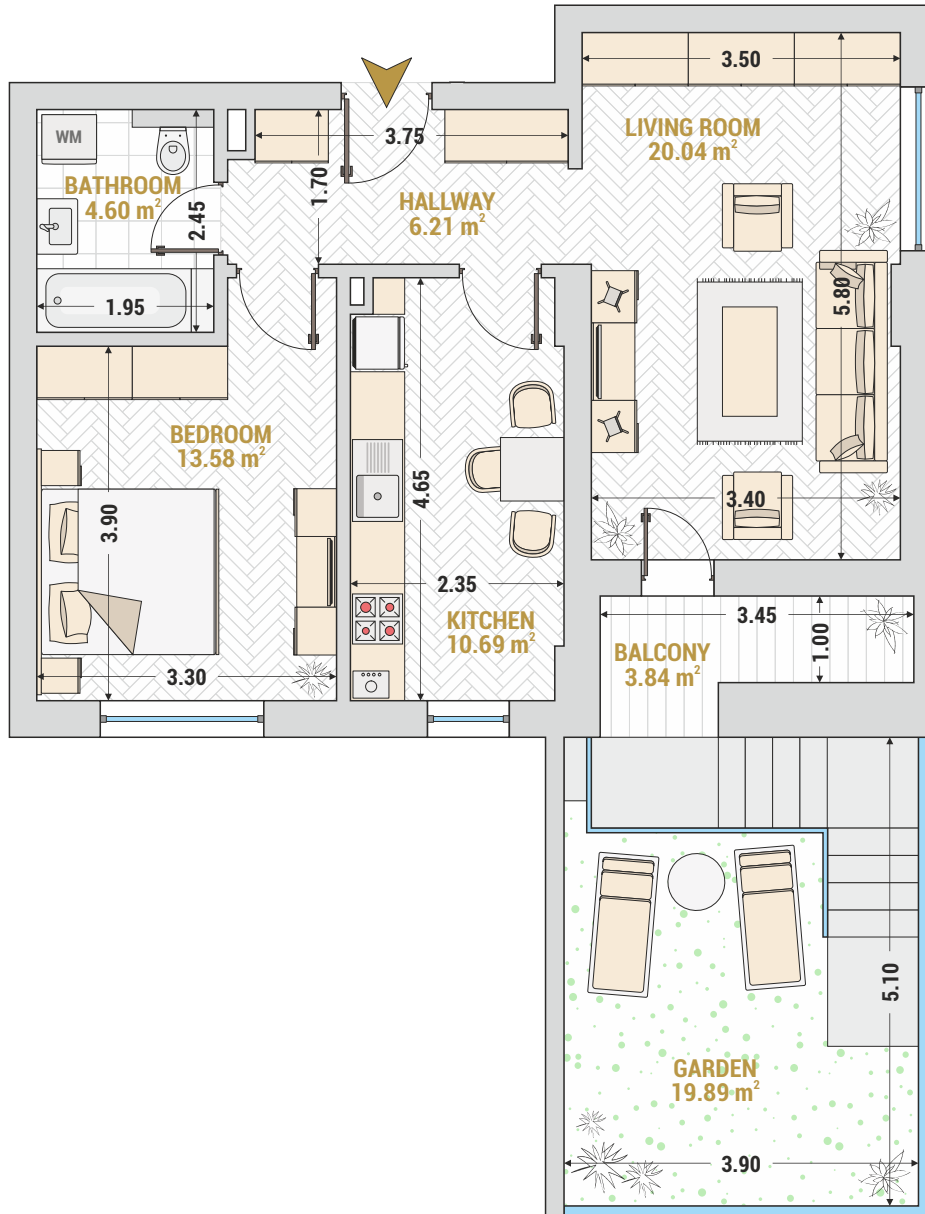 3.50
LIVING ROOM
20.04 m²
WM
3.75
BATHROOM
4.60 m²
1.70
HALLWAY
6.21 m²
2.45
1.95
5.80
BEDROOM
13.58 m²
4.65
3.90
3.40
2.35
KITCHEN
10.69 m²
3.45
1.00
BALCONY
3.84 m²
3.30
5.10
GARDEN
19.89 m²
3.90